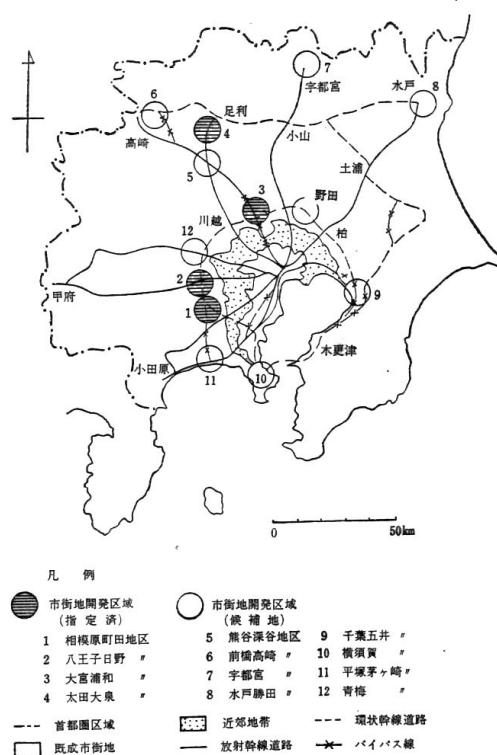 7
宇都宮
水戸
8
6
足利
4
高崎
小山
5
土浦
3
野田
川越
柏
12
甲府
2
9
1
木更津
小田原
11
10
0
50km
凡 例
市街地開発区域
(指定済)
1 相模原町田地区
2 八王子日野 〃
3 大宮浦和 〃
4 太田大泉 〃
市街地開発区域
(候補地)
5 熊谷深谷地区
6 前橋高崎 〃
7 宇都宮 〃
8 水戸勝田 〃
9 千葉五井 〃
10 横須賀 〃
11 平塚茅ヶ崎 〃
12 青梅 〃
首都圏区域
近郊地帯
環状幹線道路
既成市街地
放射幹線道路
バイパス線